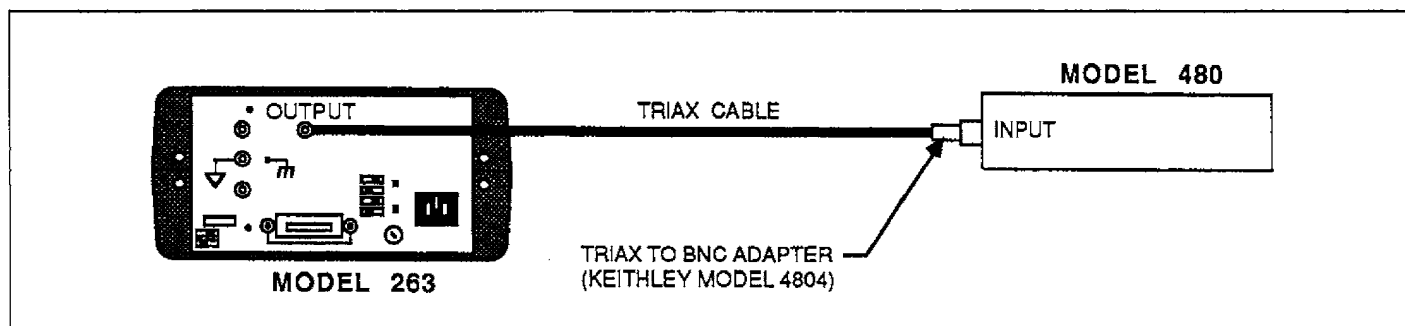 MODEL 480
OUTPUT
TRIAX CABLE
INPUT
TRIAX TO BNC ADAPTER
(KEITHLEY MODEL 4804)
MODEL 263